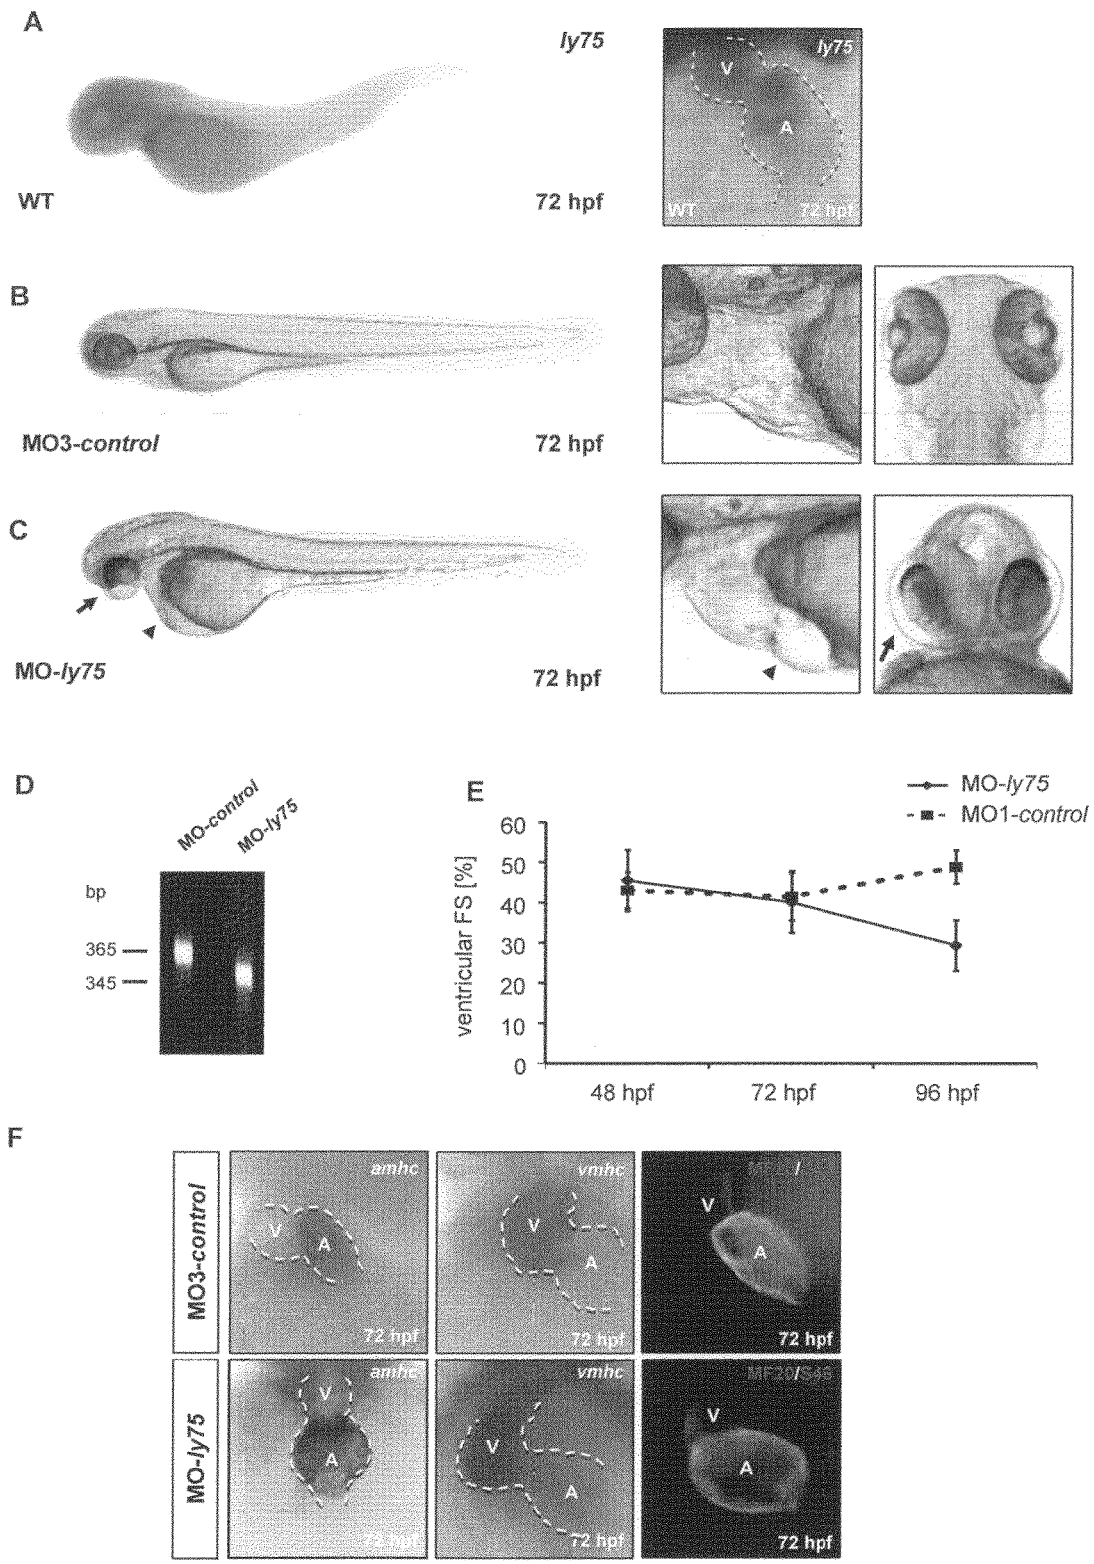 A
ly75
WT
72 hpf
ly75
V
A
WT
72 hpf
B
MO3-control
72 hpf
C
MO-ly75
72 hpf
D
MO-control
MO-ly75
bp
365
345
E
MO-ly75
MO1-control
ventricular FS [%]
60
50
40
30
20
10
0
48 hpf
72 hpf
96 hpf
F
MO3-control
amhc
V
A
72 hpf
vmhc
V
A
72 hpf
/
V
A
72 hpf
MO-ly75
amhc
V
A
72 hpf
vmhc
V
A
72 hpf
MF20/S46
V
A
72 hpf